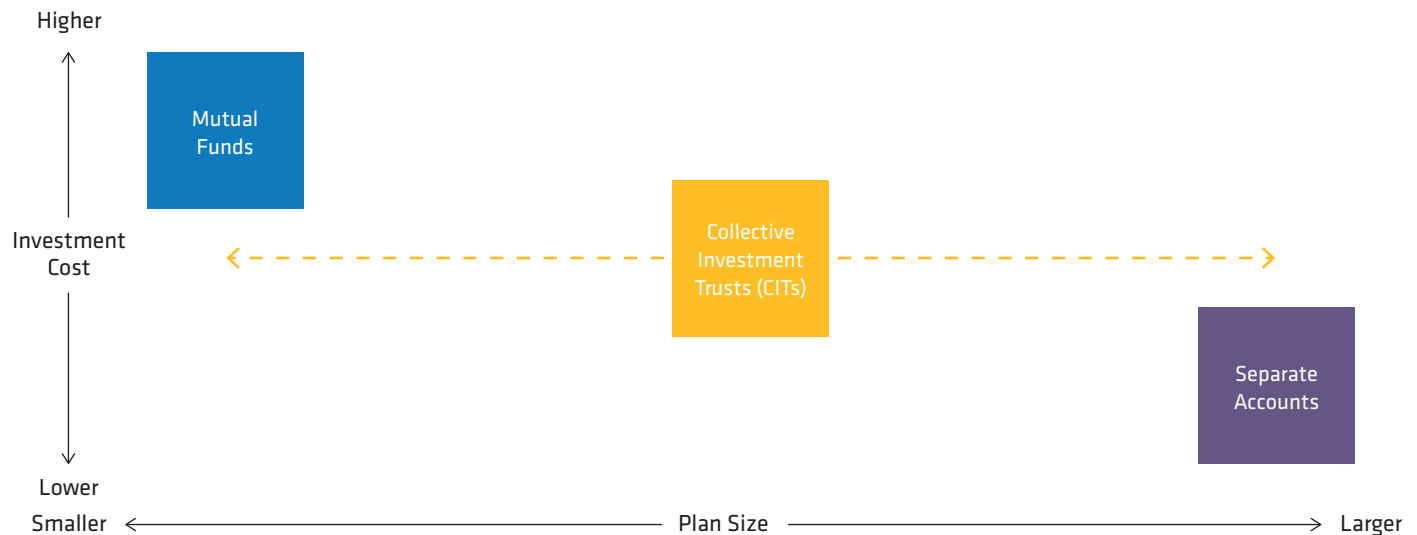 Higher
Mutual
Funds
Investment
Cost
Collective
Investment
Trusts (CITs)
Separate
Accounts
Lower
Smaller
Plan Size
Larger